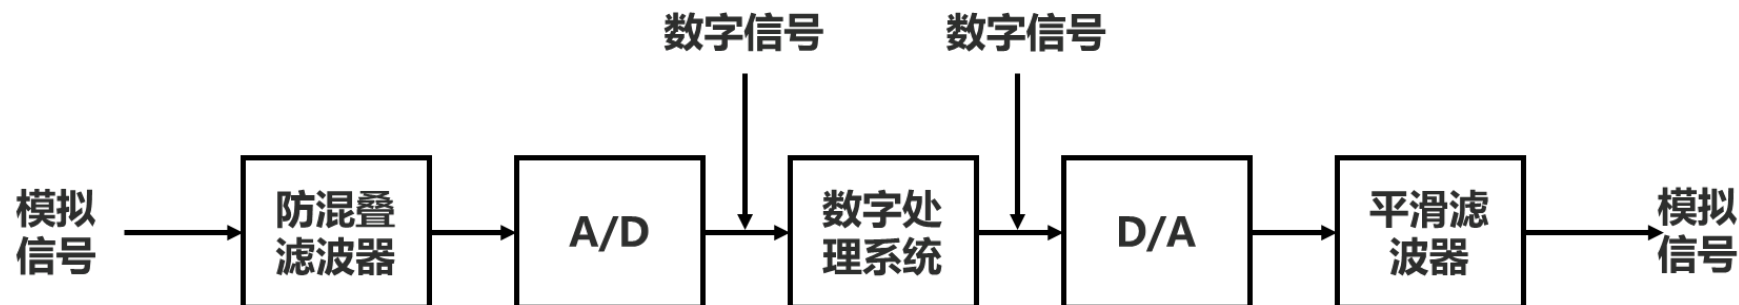 数字信号
数字信号
模拟
信号
防混叠
滤波器
A/D
数字处
理系统
D/A
平滑滤
波器
模拟
信号